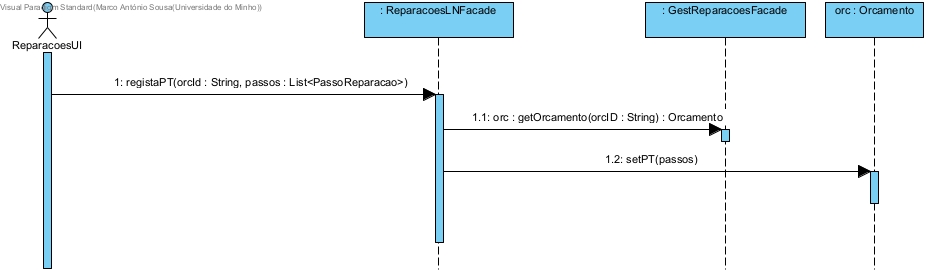 Visual Paradigm Standard(Marco António Sousa(Universidade do Minho))
: ReparacoesLNFacade
: GestReparacoesFacade
orc : Orcamento
ReparacoesUI
1: registaPT(orcId : String, passos : List<PassoReparacao>)
1.1: orc : getOrcamento(orcID : String) : Orcamento
1.2: setPT(passos)